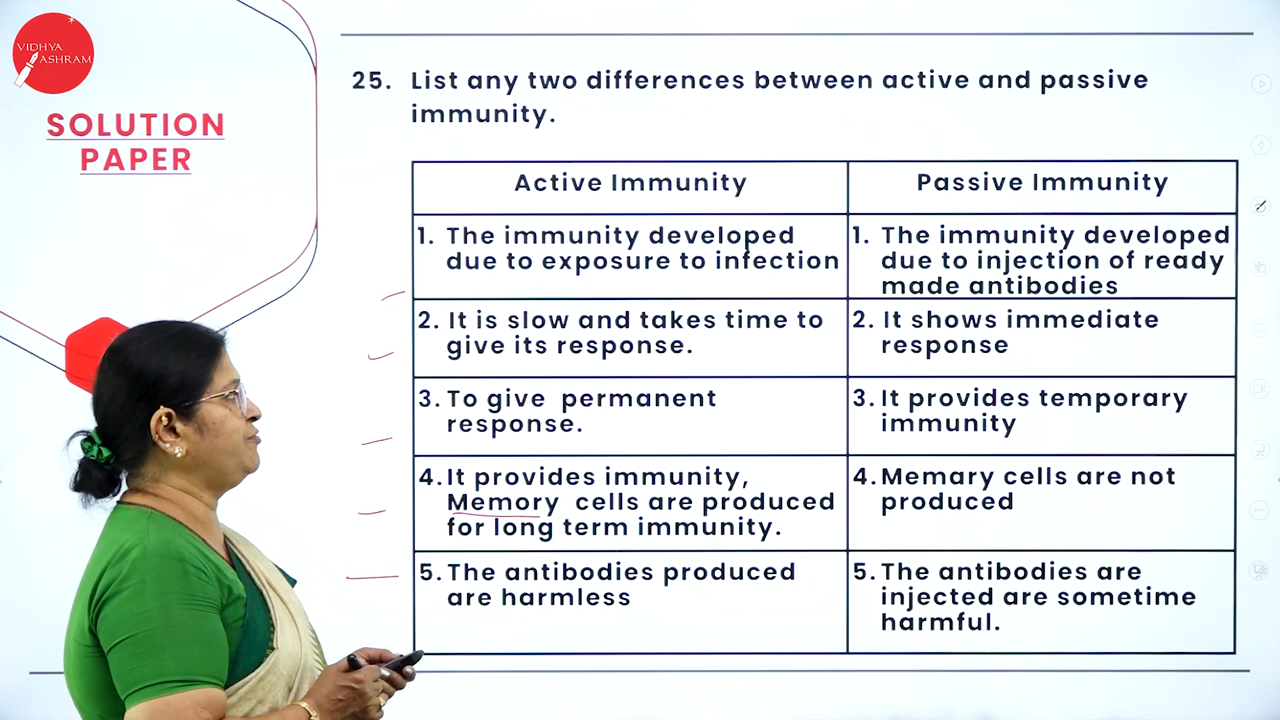 VIDHYA
ASHRAM
SOLUTION
PAPER
25. List any two differences between active and passive
immunity.
Active Immunity
Passive Immunity
1. The immunity developed
due to exposure to infection
1. The immunity developed
due to injection of ready
made antibodies
2. It is slow and takes time to
give its response.
2. It shows immediate
response
3. To give permanent
response.
3. It provides temporary
immunity
4. It provides immunity,
Memory cells are produced
for long term immunity.
4. Memary cells are not
produced
5. The antibodies produced
are harmless
5. The antibodies are
injected are sometime
harmful.